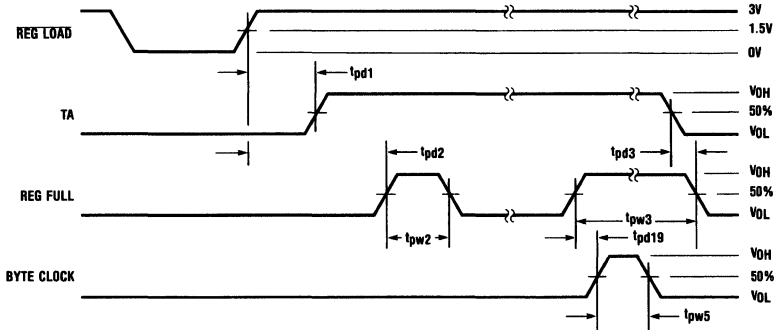 REG LOAD
3V
1.5V
0V
tpd1
TA
VOH
50%
VOL
tpd2
tpd3
REG FULL
VOH
50%
VOL
tpw2
tpw3
tpd19
BYTE CLOCK
VOH
50%
VOL
tpw5